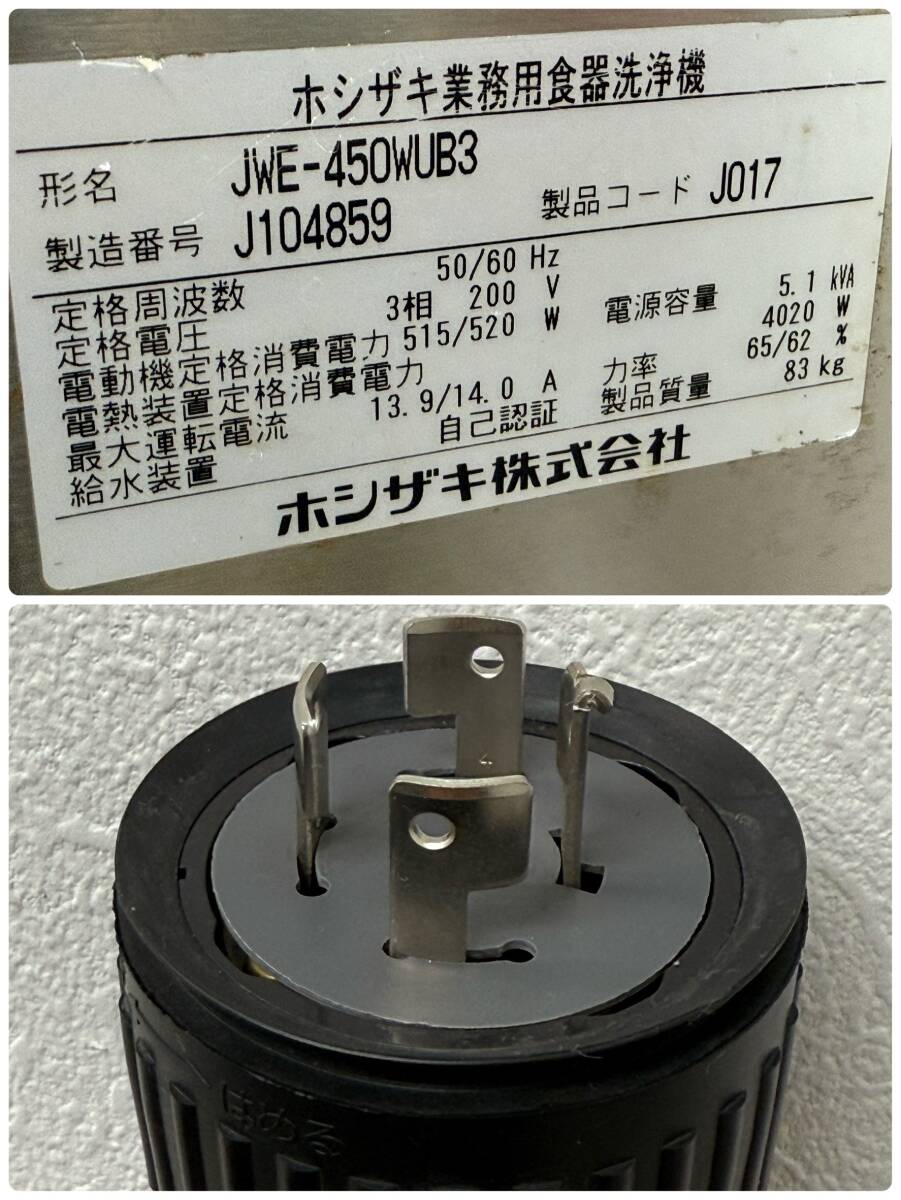 ホシザキ業務用食器洗浄機
形名 JWE-450WUB3
製造番号 J104859 製品コード J017
定格周波数 50/60 Hz
定格電圧 3相 200 V 電源容量 5.1 kVA
電動機定格消費電力 515/520 W
電熱装置定格消費電力 4020 W
最大運転電流 13.9/14.0 A 力率 65/62 %
給水装置 自己認証 製品質量 83 kg
ホシザキ株式会社
4